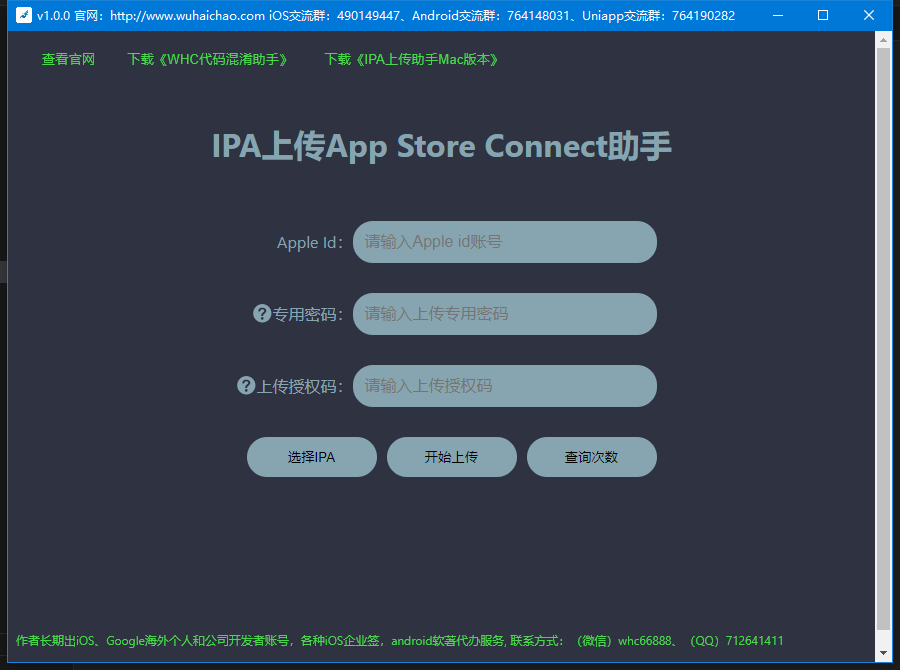 v1.0.0 官网：http://www.wuhaichao.com iOS交流群：490149447、Android交流群：764148031、Uniapp交流群：764190282
查看官网 下载《WHC代码混淆助手》 下载《IPA上传助手Mac版本》
IPA上传App Store Connect助手
Apple Id： 请输入Apple id账号
?专用密码： 请输入上传专用密码
?上传授权码： 请输入上传授权码
选择IPA 开始上传 查询次数
作者长期出iOS、Google海外个人和公司开发者账号，各种iOS企业签，android软著代办服务, 联系方式：（微信）whc66888、（QQ）712641411